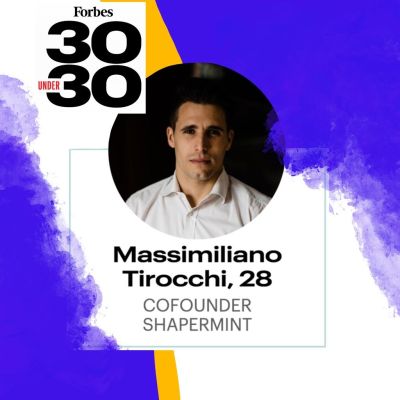 Forbes
30
UNDER
30
Massimiliano
Tirocchi, 28
COFOUNDER
SHAPERMINT